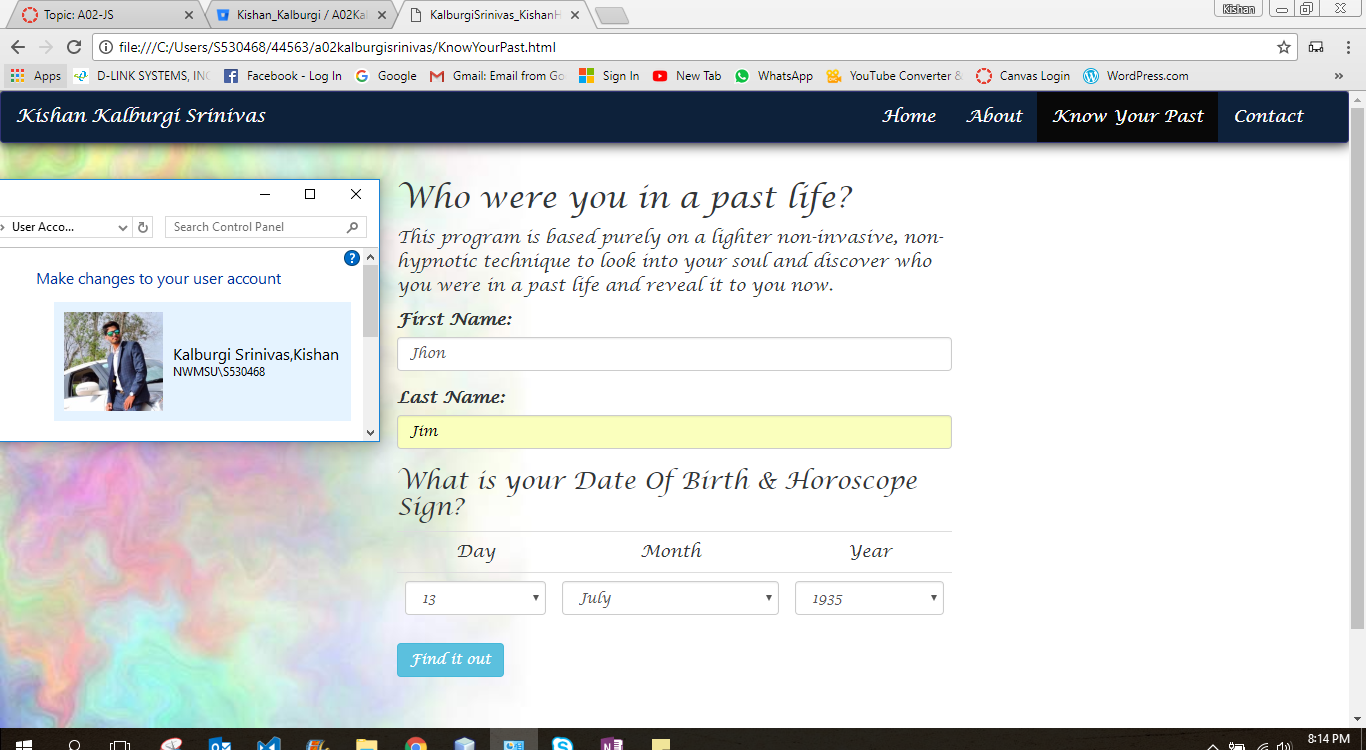 Topic: A02-JS
Kishan_Kalburgi / A02Kal
KalburgiSrinivas_KishanH
Kishan
file:///C:/Users/S530468/44563/a02kalburgisrinivas/KnowYourPast.html
Apps
D-LINK SYSTEMS, INC
Facebook - Log In
Google
Gmail: Email from Go
Sign In
New Tab
WhatsApp
YouTube Converter &
Canvas Login
WordPress.com
Kishan Kalburgi Srinivas
Home
About
Know Your Past
Contact
User Acco...
Search Control Panel
Make changes to your user account
Kalburgi Srinivas,Kishan
NWMSU\S530468
Who were you in a past life?
This program is based purely on a lighter non-invasive, non-
hypnotic technique to look into your soul and discover who
you were in a past life and reveal it to you now.
First Name:
Jhon
Last Name:
Jim
What is your Date Of Birth & Horoscope
Sign?
Day Month Year
13 July 1935
Find it out
8:14 PM